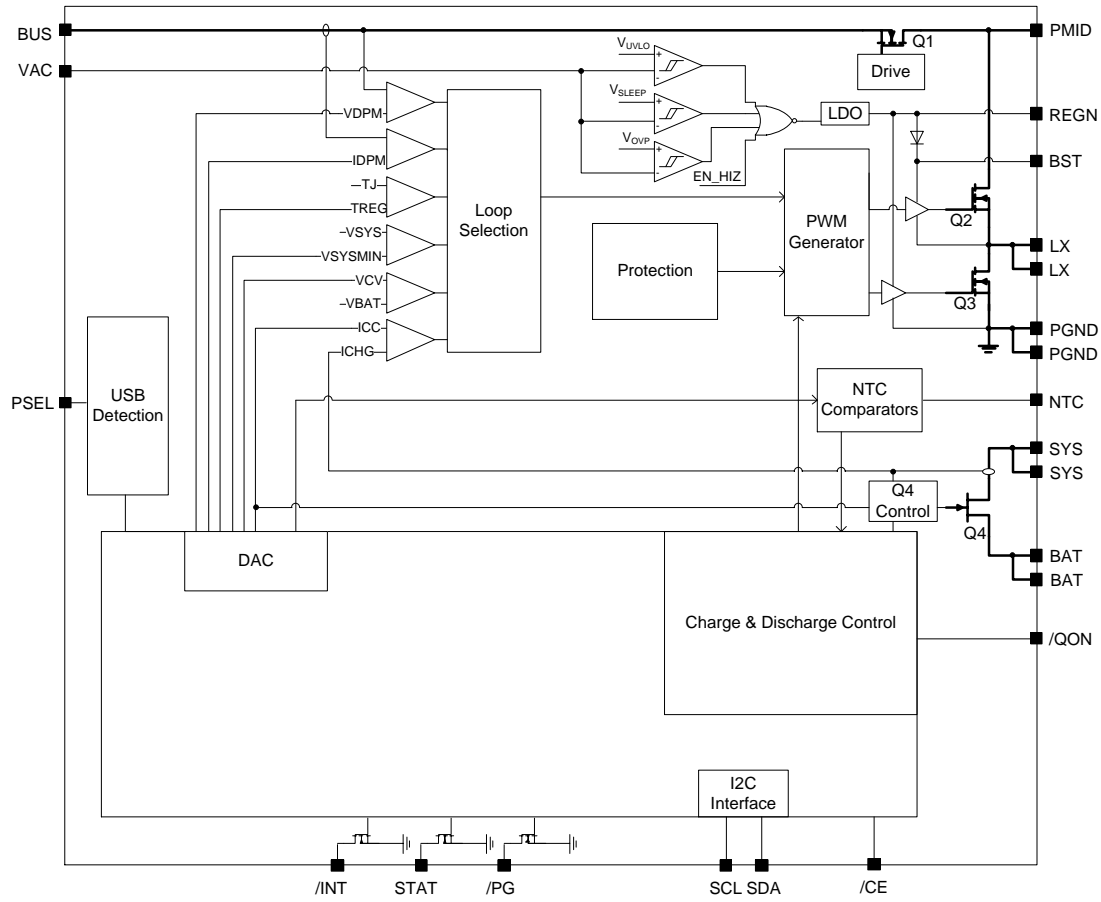 BUS
VAC
PSEL
VDPM
IDPM
TJ
TREG
VSYS
VSYSMIN
VCV
VBAT
ICC
ICHG
Loop
Selection
VUVLO
+
-
VSLEEP
+
-
VOVP
+
-
EN_HIZ
LDO
Q1
Drive
PWM
Generator
Protection
Q2
Q3
USB
Detection
NTC
Comparators
Q4
Control
Q4
DAC
Charge & Discharge Control
I2C
Interface
PMID
REGN
BST
LX
LX
PGND
PGND
NTC
SYS
SYS
BAT
BAT
/QON
/INT
STAT
/PG
SCL SDA
/CE